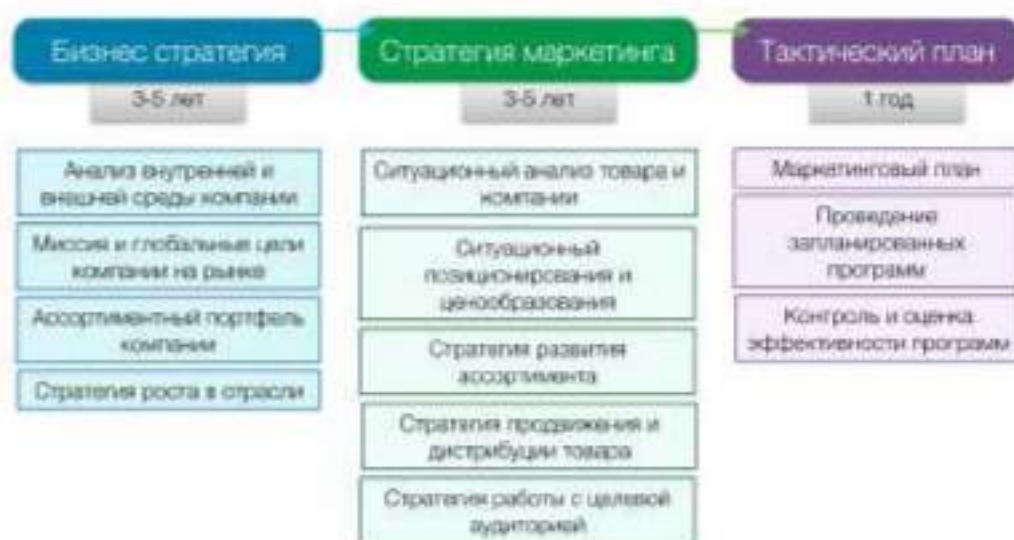 Бизнес стратегия
3-5 лет
Анализ внутренней и
внешней среды компании
Миссия и глобальные цели
компании на рынке
Ассортиментный портфель
компании
Стратегия роста в отрасли
Стратегия маркетинга
3-5 лет
Ситуационный анализ товара и
компании
Ситуационный
позиционирования и
ценообразования
Стратегия развития
ассортимента
Стратегия продвижения и
дистрибуции товара
Стратегия работы с целевой
аудиторией
Тактический план
1 год
Маркетинговый план
Проведение
запланированных
программ
Контроль и оценка
эффективности программ